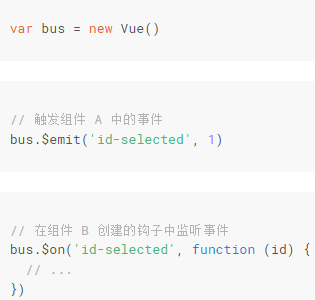 var bus = new Vue()
// 触发组件 A 中的事件
bus.$emit('id-selected', 1)
// 在组件 B 创建的钩子中监听事件
bus.$on('id-selected', function (id) {
  // ...
})